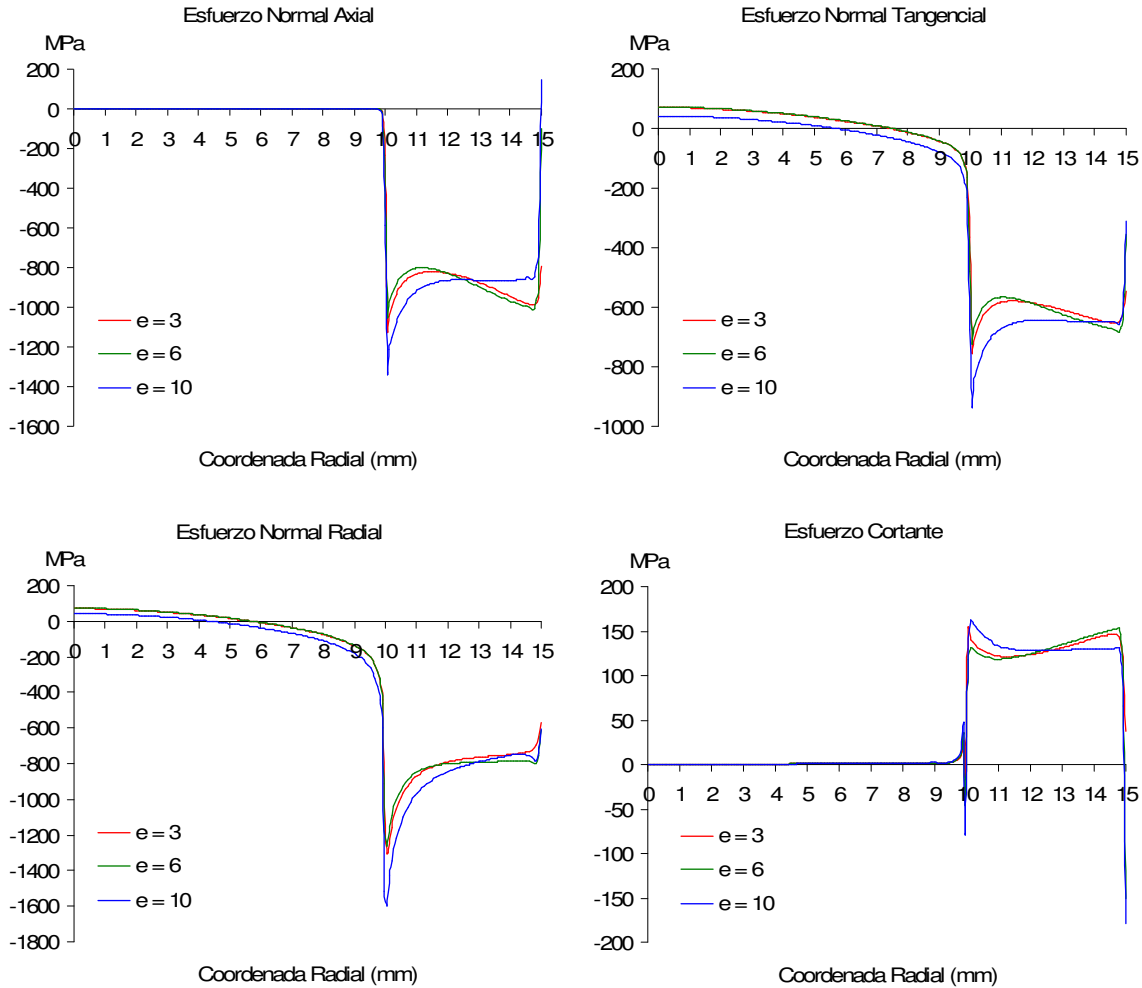 Esfuerzo Normal Axial
MPa
200
0
-200
-400
-600
-800
-1000
-1200
-1400
-1600
0 1 2 3 4 5 6 7 8 9 10 11 12 13 14 15
e = 3
e = 6
e = 10
Coordenada Radial (mm)
Esfuerzo Normal Tangencial
MPa
200
0
-200
-400
-600
-800
-1000
0 1 2 3 4 5 6 7 8 9 10 11 12 13 14 15
e = 3
e = 6
e = 10
Coordenada Radial (mm)
Esfuerzo Normal Radial
MPa
200
0
-200
-400
-600
-800
-1000
-1200
-1400
-1600
-1800
0 1 2 3 4 5 6 7 8 9 10 11 12 13 14 15
e = 3
e = 6
e = 10
Coordenada Radial (mm)
Esfuerzo Cortante
MPa
200
150
100
50
0
-50
-100
-150
-200
0 1 2 3 4 5 6 7 8 9 10 11 12 13 14 15
e = 3
e = 6
e = 10
Coordenada Radial (mm)